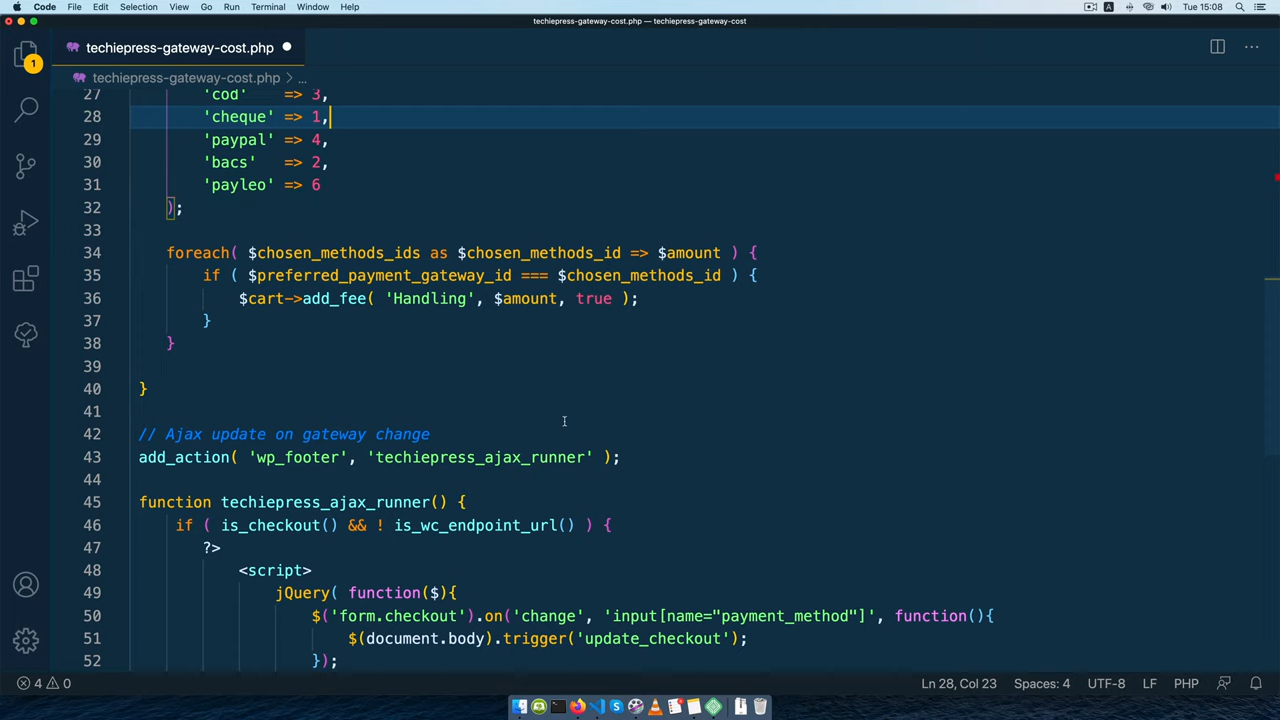 Code File Edit Selection View Go Run Terminal Window Help A Tue 15:08
techiepress-gateway-cost.php — techiepress-gateway-cost
techiepress-gateway-cost.php
techiepress-gateway-cost.php > ...
1
27 'cod' => 3,
28 'cheque' => 1,
29 'paypal' => 4,
30 'bacs' => 2,
31 'payleo' => 6
32 );
33
34 foreach( $chosen_methods_ids as $chosen_methods_id => $amount ) {
35 if ( $preferred_payment_gateway_id === $chosen_methods_id ) {
36 $cart->add_fee( 'Handling', $amount, true );
37 }
38 }
39
40 }
41
42 // Ajax update on gateway change
43 add_action( 'wp_footer', 'techiepress_ajax_runner' );
44
45 function techiepress_ajax_runner() {
46 if ( is_checkout() && ! is_wc_endpoint_url() ) {
47 ?>
48 <script>
49 jQuery( function($){
50 $('form.checkout').on('change', 'input[name="payment_method"]', function(){
51 $(document.body).trigger('update_checkout');
52 });
4 0 Ln 28, Col 23 Spaces: 4 UTF-8 LF PHP